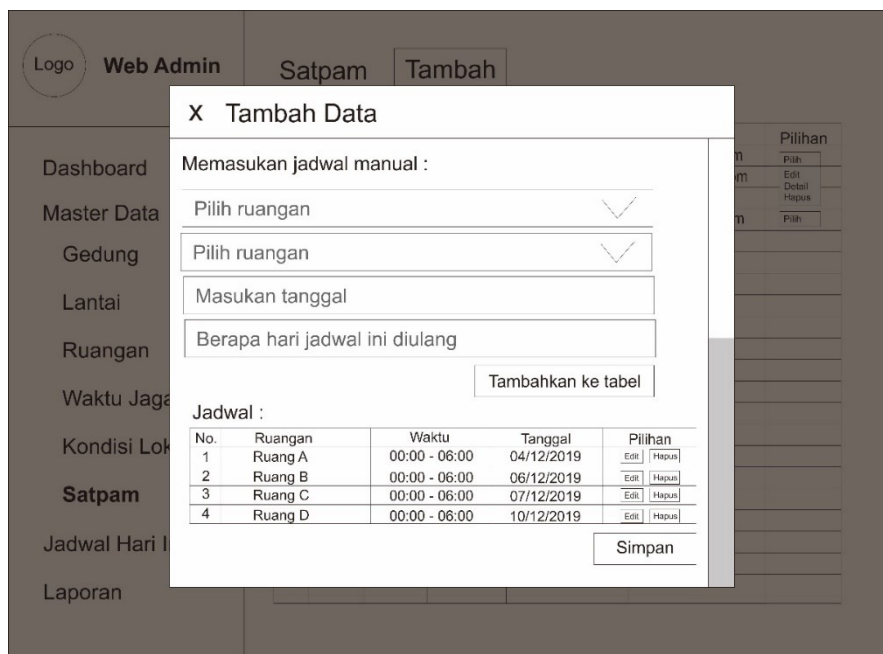 Logo
Web Admin
Satpam
Tambah
Dashboard
Master Data
Gedung
Lantai
Ruangan
Waktu Jaga
Kondisi Lok
Satpam
Jadwal Hari I
Laporan
X Tambah Data
Memasukan jadwal manual :
Pilih ruangan
Pilih ruangan
Masukan tanggal
Berapa hari jadwal ini diulang
Tambahkan ke tabel
Jadwal :
No. Ruangan Waktu Tanggal Pilihan
1 Ruang A 00:00 - 06:00 04/12/2019 Edit Hapus
2 Ruang B 00:00 - 06:00 06/12/2019 Edit Hapus
3 Ruang C 00:00 - 06:00 07/12/2019 Edit Hapus
4 Ruang D 00:00 - 06:00 10/12/2019 Edit Hapus
Simpan
Pilihan
Pilih
Edit
Detail
Hapus
Pilih